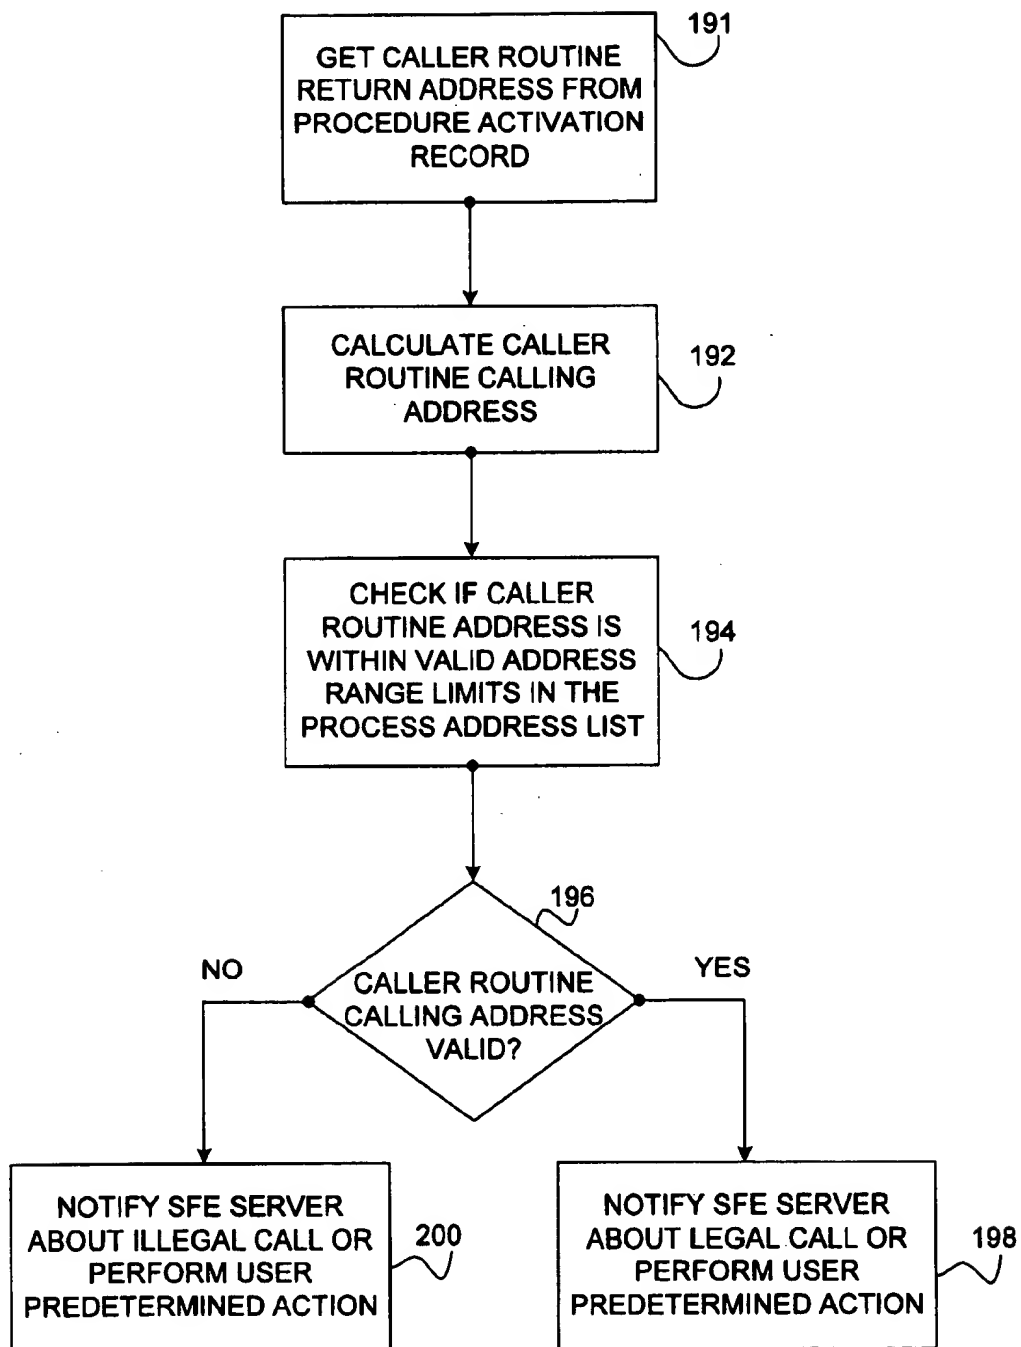 191
GET CALLER ROUTINE
RETURN ADDRESS FROM
PROCEDURE ACTIVATION
RECORD
CALCULATE CALLER
ROUTINE CALLING
ADDRESS
192
CHECK IF CALLER
ROUTINE ADDRESS IS
WITHIN VALID ADDRESS
RANGE LIMITS IN THE
PROCESS ADDRESS LIST
194
196
NO
YES
CALLER ROUTINE
CALLING ADDRESS
VALID?
NOTIFY SFE SERVER
ABOUT ILLEGAL CALL OR
PERFORM USER
PREDETERMINED ACTION
200
NOTIFY SFE SERVER
ABOUT LEGAL CALL OR
PERFORM USER
PREDETERMINED ACTION
198